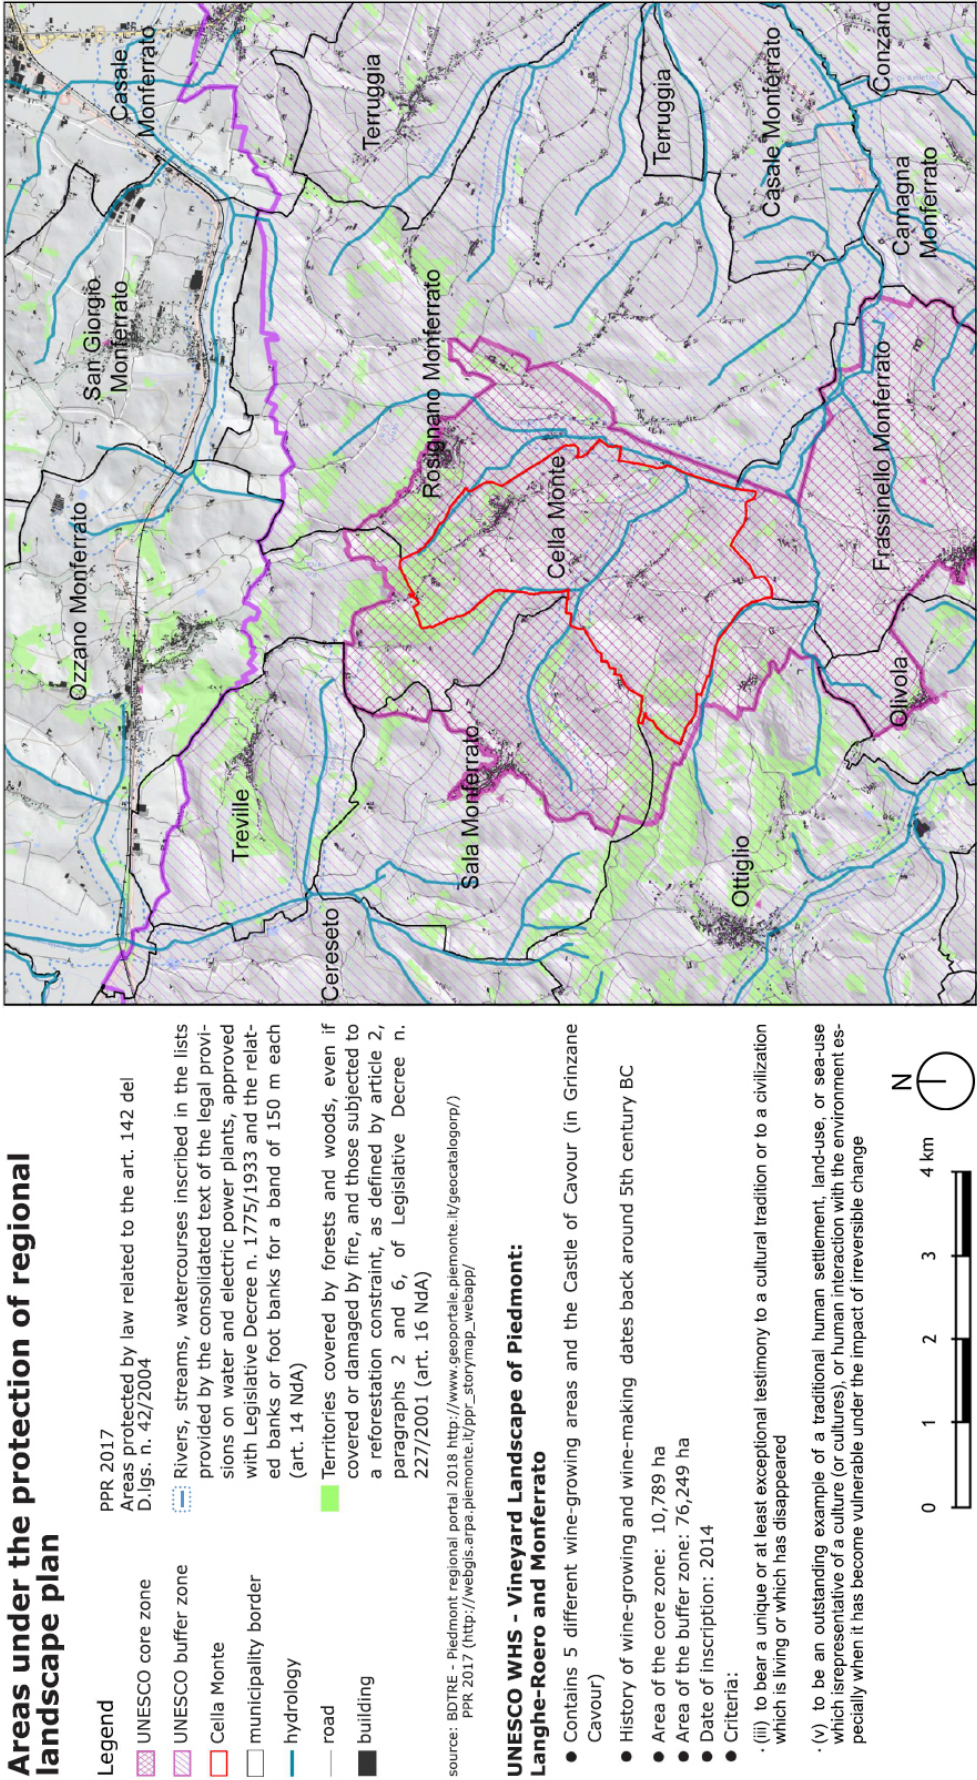 Areas under the protection of regional
landscape plan
Legend
UNESCO core zone
UNESCO buffer zone
Cella Monte
municipality border
hydrology
road
building
PPR 2017
Areas protected by law related to the art. 142 del
D.lgs. n. 42/2004
Rivers, streams, watercourses inscribed in the lists
provided by the consolidated text of the legal provi-
sions on water and electric power plants, approved
with Legislative Decree n. 1775/1933 and the relat-
ed banks or foot banks for a band of 150 m each
(art. 14 NdA)
Territories covered by forests and woods, even if
covered or damaged by fire, and those subjected to
a reforestation constraint, as defined by article 2,
paragraphs 2 and 6, of Legislative Decree n.
227/2001 (art. 16 NdA)
source: BDTRE - Piedmont regional portal 2018 http://www.geoportale.piemonte.it/geocatalogorp/)
PPR 2017 (http://webgis.arpa.piemonte.it/ppr_storymap_webapp/
UNESCO WHS - Vineyard Landscape of Piedmont:
Langhe-Roero and Monferrato
● Contains 5 different wine-growing areas and the Castle of Cavour (in Grinzane
Cavour)
● History of wine-growing and wine-making dates back around 5th century BC
● Area of the core zone: 10,789 ha
● Area of the buffer zone: 76,249 ha
● Date of inscription: 2014
● Criteria:
· (iii) to bear a unique or at least exceptional testimony to a cultural tradition or to a civilization
which is living or which has disappeared
· (v) to be an outstanding example of a traditional human settlement, land-use, or sea-use
which isrepresentative of a culture (or cultures), or human interaction with the environment es-
pecially when it has become vulnerable under the impact of irreversible change
0 1 2 3 4 km
N
Casale
Monferrato
San Giorgio
Monferrato
Ozzano Monferrato
Terruggia
Treville
Rosignano Monferrato
Cereseto
Sala Monferrato
Cella Monte
Terruggia
Casale Monferrato
Ottiglio
Conzano
Camagna
Monferrato
Frassinello Monferrato
Olivola